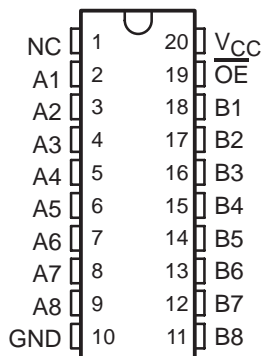 NC 1 20 VCC
A1 2 19 OE
A2 3 18 B1
A3 4 17 B2
A4 5 16 B3
A5 6 15 B4
A6 7 14 B5
A7 8 13 B6
A8 9 12 B7
GND 10 11 B8